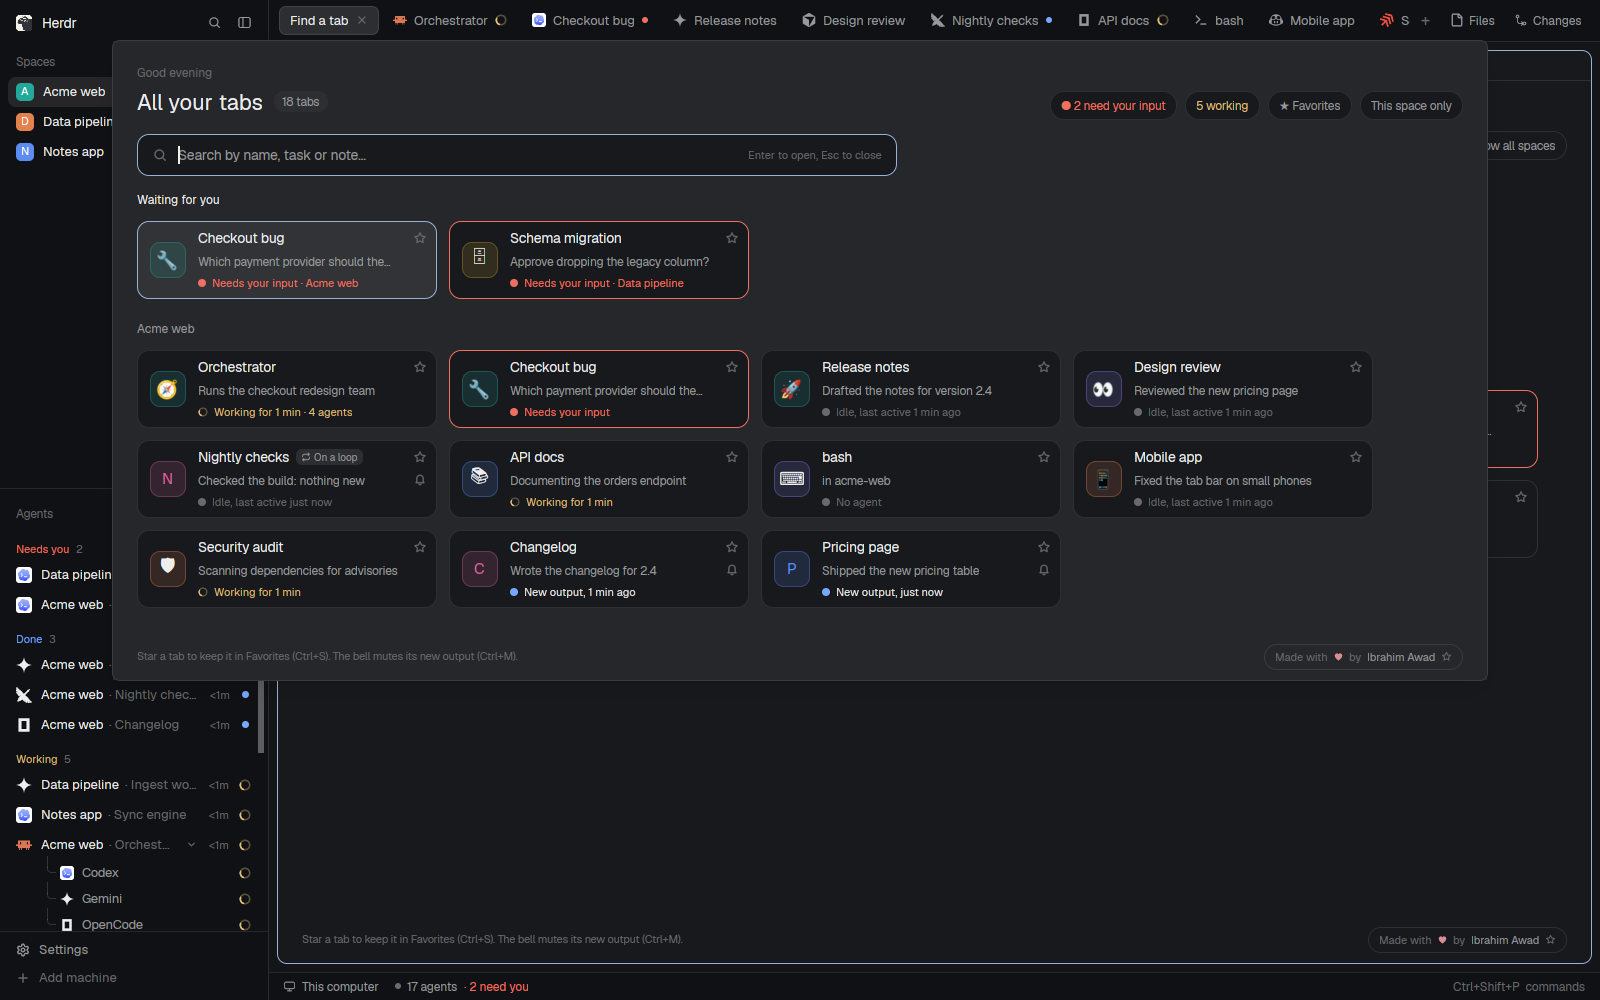 Herdr
Find a tab
Orchestrator
Checkout bug
Release notes
Design review
Nightly checks
API docs
bash
Mobile app
S
Files
Changes
Spaces
A Acme web
D Data pipelin
N Notes app
Good evening
All your tabs
18 tabs
2 need your input
5 working
★ Favorites
This space only
Search by name, task or note...
Enter to open, Esc to close
ow all spaces
Waiting for you
Checkout bug
Which payment provider should the...
Needs your input · Acme web
Schema migration
Approve dropping the legacy column?
Needs your input · Data pipeline
Acme web
Orchestrator
Runs the checkout redesign team
Working for 1 min · 4 agents
Checkout bug
Which payment provider should the...
Needs your input
Release notes
Drafted the notes for version 2.4
Idle, last active 1 min ago
Design review
Reviewed the new pricing page
Idle, last active 1 min ago
Nightly checks
On a loop
Checked the build: nothing new
Idle, last active just now
API docs
Documenting the orders endpoint
Working for 1 min
bash
in acme-web
No agent
Mobile app
Fixed the tab bar on small phones
Idle, last active 1 min ago
Security audit
Scanning dependencies for advisories
Working for 1 min
Changelog
Wrote the changelog for 2.4
New output, 1 min ago
Pricing page
Shipped the new pricing table
New output, just now
N
C
P
Star a tab to keep it in Favorites (Ctrl+S). The bell mutes its new output (Ctrl+M).
Made with ♥ by Ibrahim Awad
Agents
Needs you 2
Data pipelin
Acme web ·
Done 3
Acme web ·
Acme web · Nightly chec... <1m
Acme web · Changelog <1m
Working 5
Data pipeline · Ingest wo... <1m
Notes app · Sync engine <1m
Acme web · Orchest... <1m
Codex
Gemini
OpenCode
Settings
Add machine
Star a tab to keep it in Favorites (Ctrl+S). The bell mutes its new output (Ctrl+M).
Made with ♥ by Ibrahim Awad
This computer
17 agents · 2 need you
Ctrl+Shift+P commands